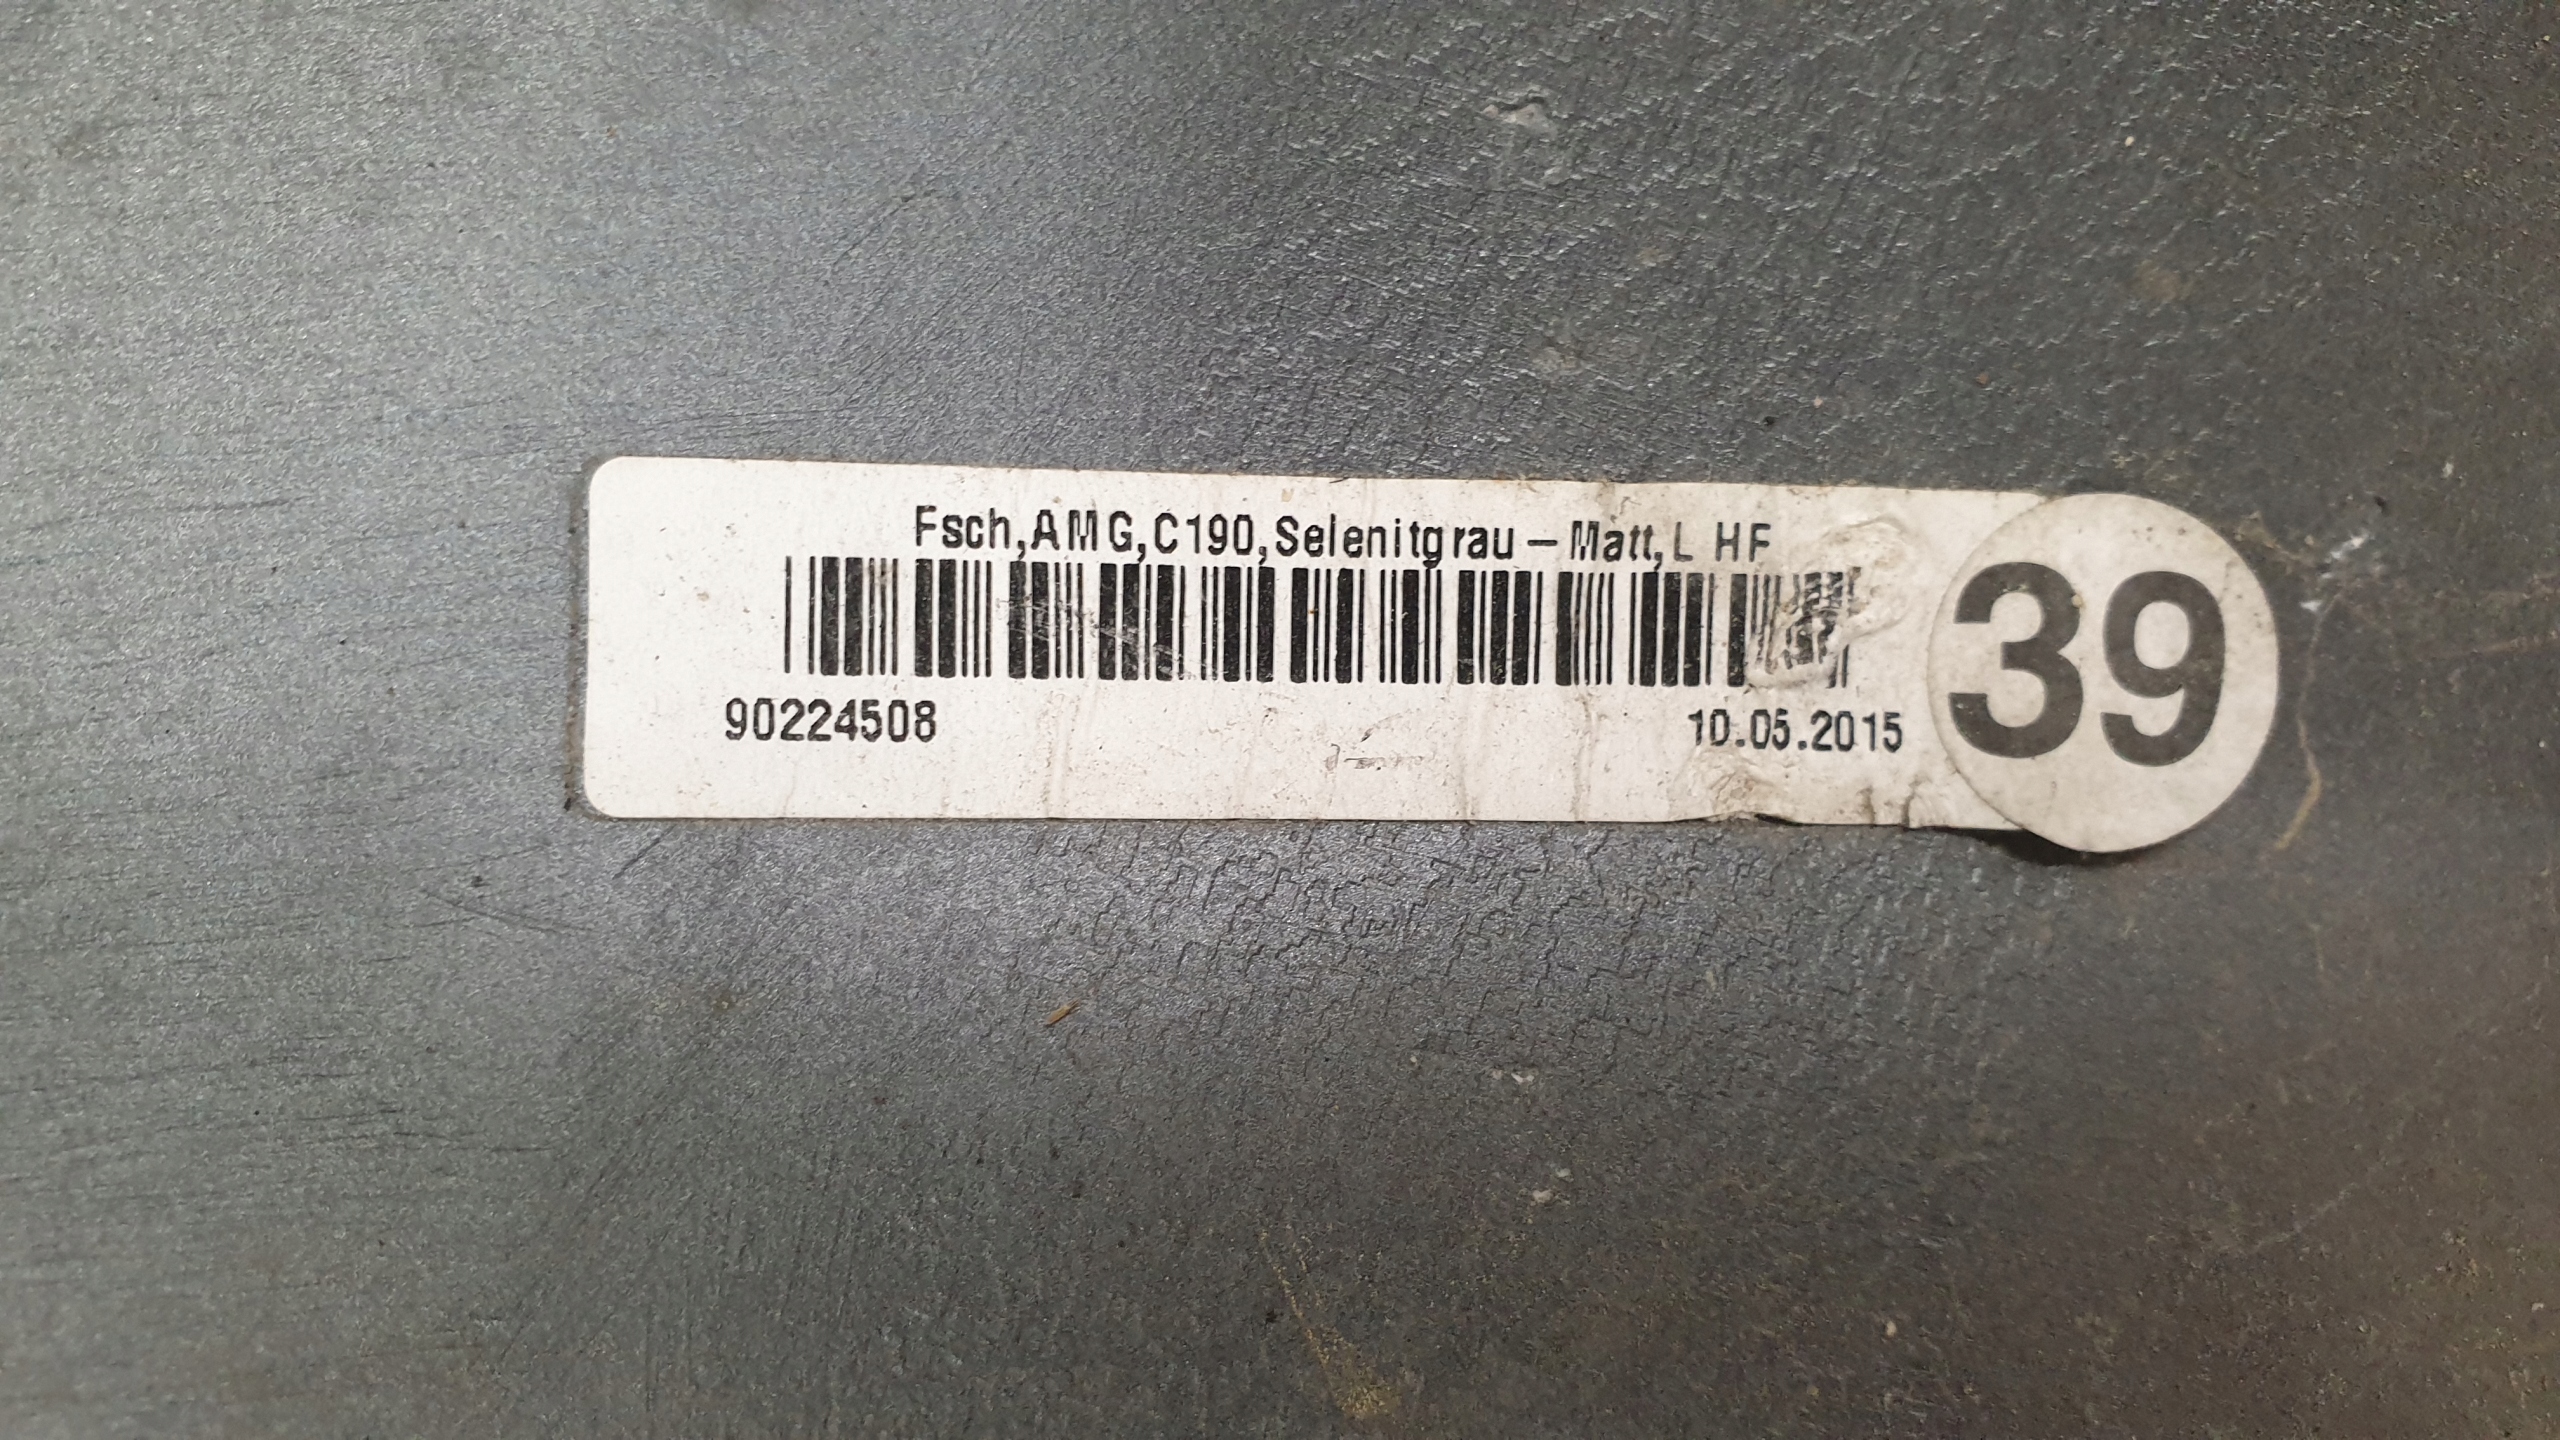 Fsch,AMG,C190,Selenitgrau – Matt,L HF
90224508
10.05.2015
39